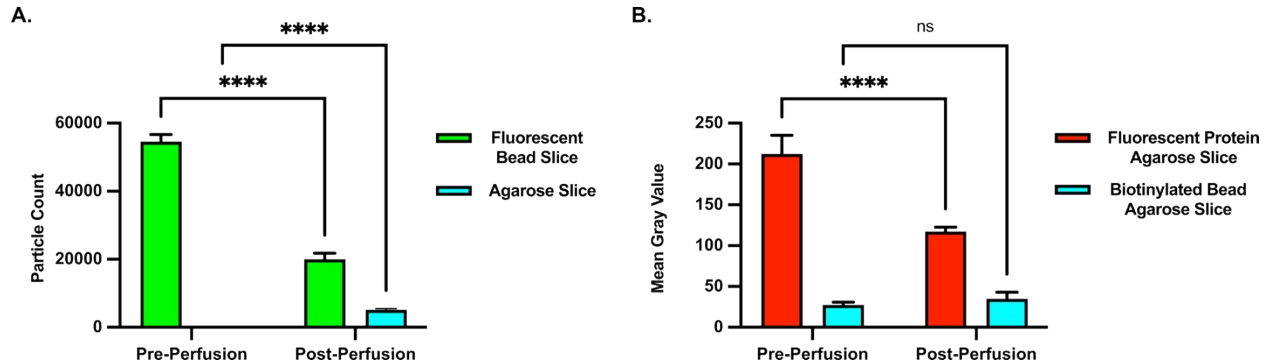 A.
****
****
60000
40000
20000
0
Particle Count
Pre-Perfusion
Post-Perfusion
Fluorescent
Bead Slice
Agarose Slice
B.
ns
****
250
200
150
100
50
0
Mean Gray Value
Pre-Perfusion
Post-Perfusion
Fluorescent Protein
Agarose Slice
Biotinylated Bead
Agarose Slice